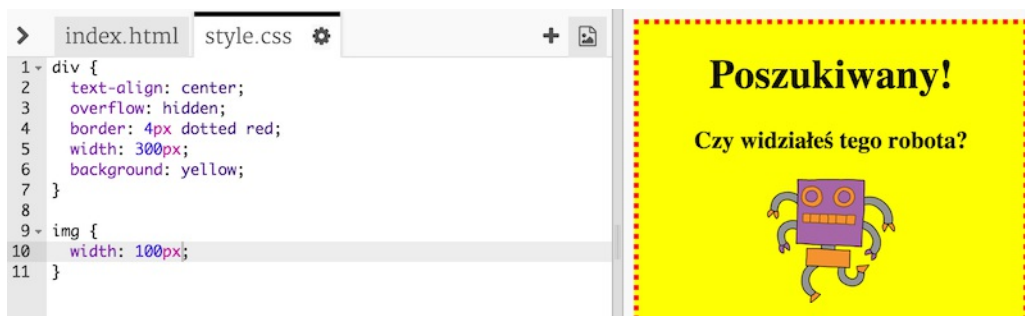 index.html style.css
1 div {
2 text-align: center;
3 overflow: hidden;
4 border: 4px dotted red;
5 width: 300px;
6 background: yellow;
7 }
8
9 img {
10 width: 100px;
11 }
Poszukiwany!
Czy widziałeś tego robota?